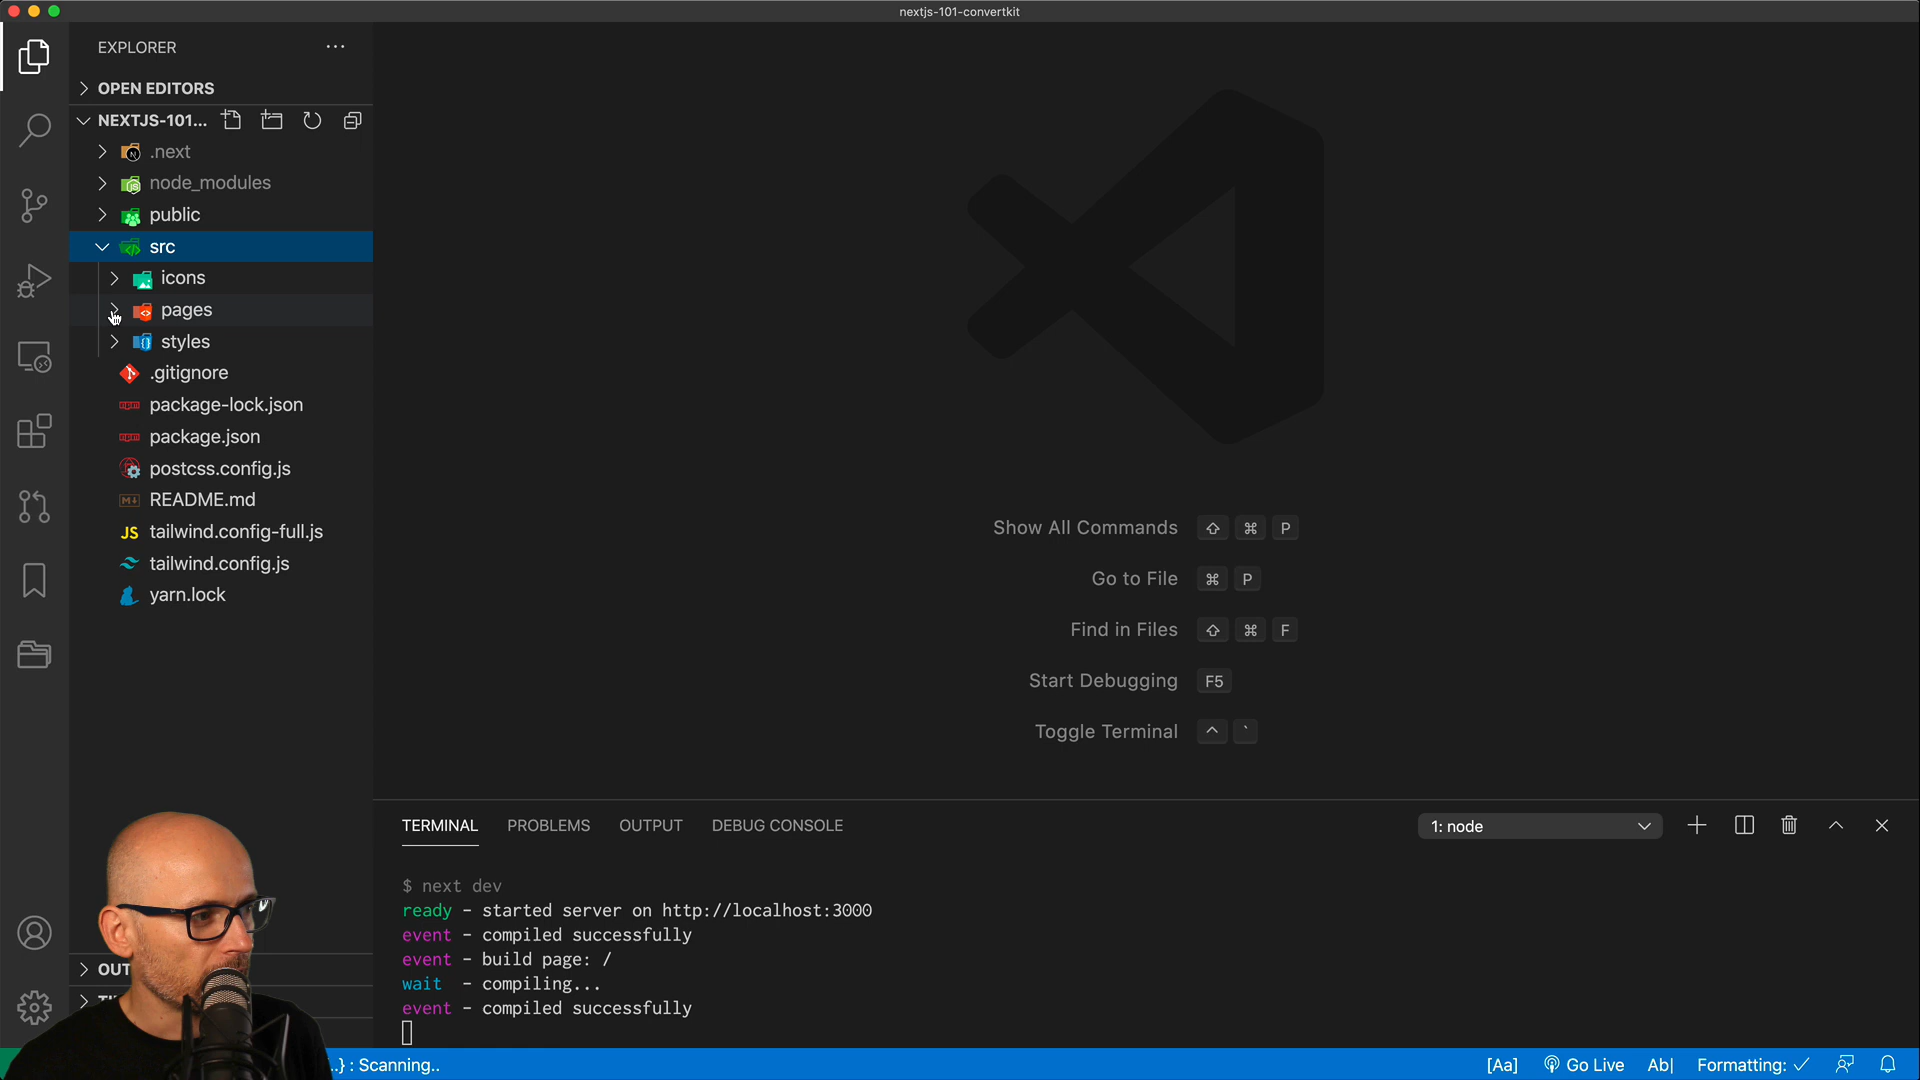 nextjs-101-convertkit
EXPLORER
OPEN EDITORS
NEXTJS-101...
.next
node_modules
public
src
icons
pages
styles
.gitignore
package-lock.json
package.json
postcss.config.js
README.md
JS tailwind.config-full.js
tailwind.config.js
yarn.lock
Show All Commands ⇧ ⌘ P
Go to File ⌘ P
Find in Files ⇧ ⌘ F
Start Debugging F5
Toggle Terminal ^ `
TERMINAL PROBLEMS OUTPUT DEBUG CONSOLE
1: node
$ next dev
ready - started server on http://localhost:3000
event - compiled successfully
event - build page: /
wait - compiling...
event - compiled successfully
OUT
..} : Scanning..
[Aa] Go Live Ab| Formatting: ✓